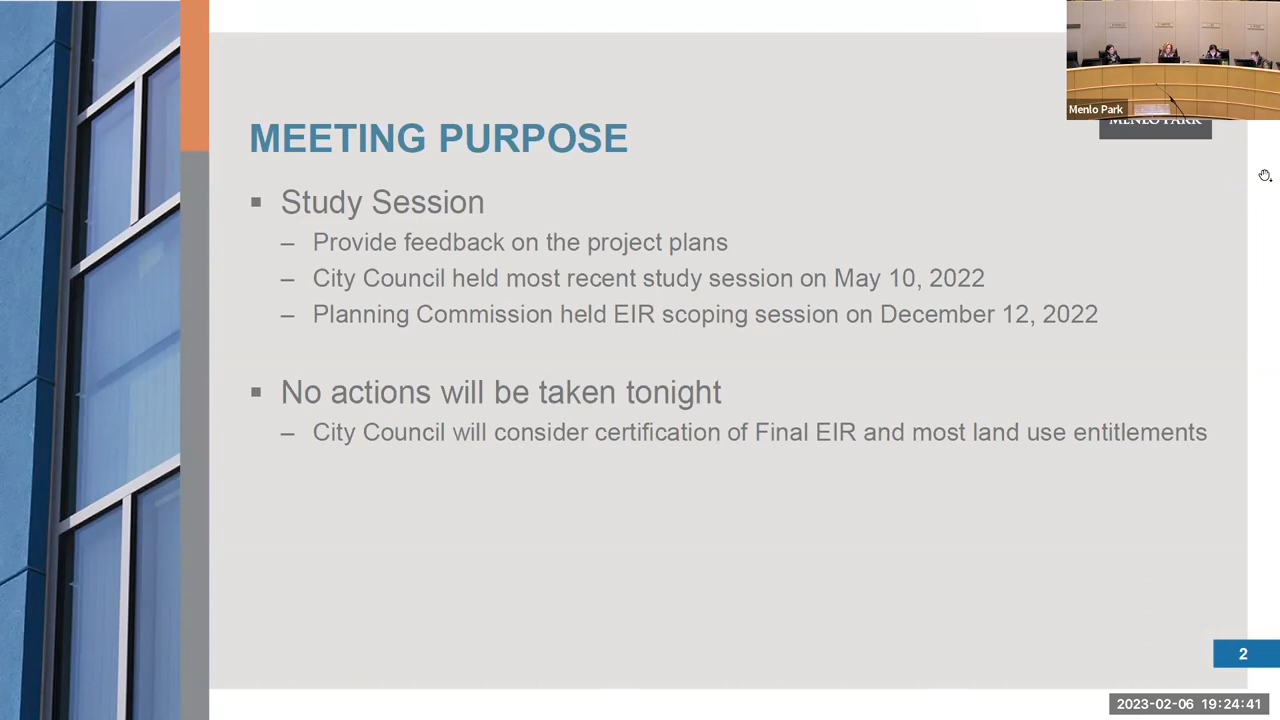 Menlo Park
MENLO PARK
MEETING PURPOSE
▪ Study Session
– Provide feedback on the project plans
– City Council held most recent study session on May 10, 2022
– Planning Commission held EIR scoping session on December 12, 2022
▪ No actions will be taken tonight
– City Council will consider certification of Final EIR and most land use entitlements
2
2023-02-06 19:24:41